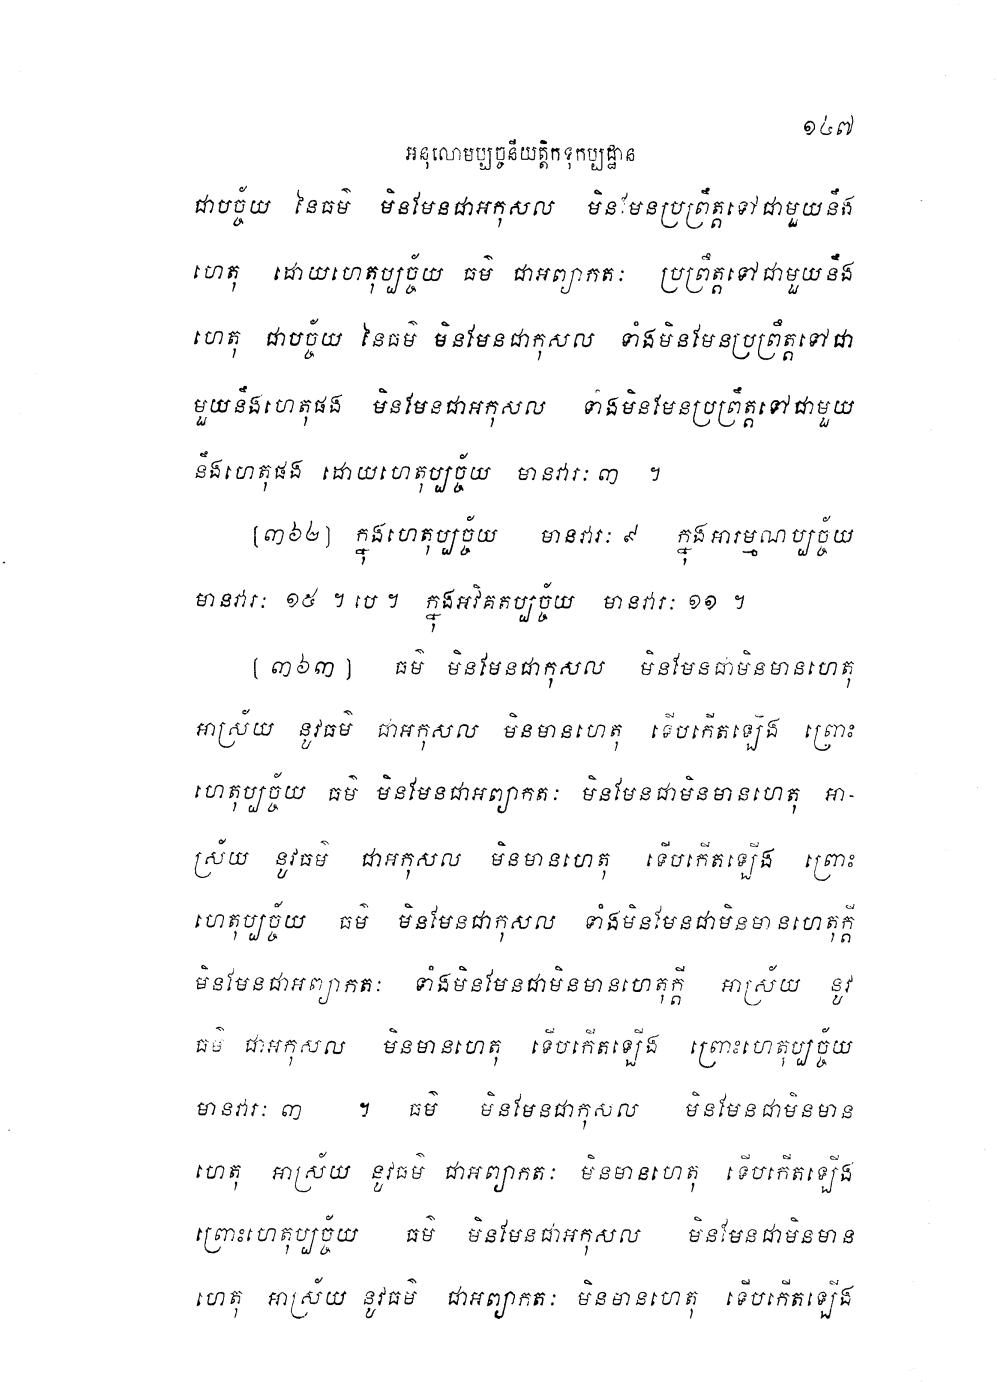 ១៤៧
អនុលោមប្បច្ចនីយត្តិកទុកប្បដ្ឋាន
ជាបច្ច័យ នៃធម៌ មិនមែនជាអកុសល មិនមែនប្រព្រឹត្តទៅជាមួយនឹង
ហេតុ ដោយហេតុប្បច្ច័យ ធម៌ ជាអព្យាកតៈ ប្រព្រឹត្តទៅជាមួយនឹង
ហេតុ ជាបច្ច័យ នៃធម៌ មិនមែនជាកុសល ទាំងមិនមែនប្រព្រឹត្តទៅជា
មួយនឹងហេតុផង មិនមែនជាអកុសល ទាំងមិនមែនប្រព្រឹត្តទៅជាមួយ
នឹងហេតុផង ដោយហេតុប្បច្ច័យ មានវារៈ ៣ ។
[៣៦២] ក្នុងហេតុប្បច្ច័យ មានវារៈ ៩ ក្នុងអារម្មណប្បច្ច័យ
មានវារៈ ១៥ ។ បេ ។ ក្នុងអវិគតប្បច្ច័យ មានវារៈ ១១ ។
[៣៦៣] ធម៌ មិនមែនជាកុសល មិនមែនជាមិនមានហេតុ
អាស្រ័យ នូវធម៌ ជាអកុសល មិនមានហេតុ ទើបកើតឡើង ព្រោះ
ហេតុប្បច្ច័យ ធម៌ មិនមែនជាអព្យាកតៈ មិនមែនជាមិនមានហេតុ អា-
ស្រ័យ នូវធម៌ ជាអកុសល មិនមានហេតុ ទើបកើតឡើង ព្រោះ
ហេតុប្បច្ច័យ ធម៌ មិនមែនជាកុសល ទាំងមិនមែនជាមិនមានហេតុក្តី
មិនមែនជាអព្យាកតៈ ទាំងមិនមែនជាមិនមានហេតុក្តី អាស្រ័យ នូវ
ធម៌ ជាអកុសល មិនមានហេតុ ទើបកើតឡើង ព្រោះហេតុប្បច្ច័យ
មានវារៈ ៣ ។ ធម៌ មិនមែនជាកុសល មិនមែនជាមិនមាន
ហេតុ អាស្រ័យ នូវធម៌ ជាអព្យាកតៈ មិនមានហេតុ ទើបកើតឡើង
ព្រោះហេតុប្បច្ច័យ ធម៌ មិនមែនជាអកុសល មិនមែនជាមិនមាន
ហេតុ អាស្រ័យ នូវធម៌ ជាអព្យាកតៈ មិនមានហេតុ ទើបកើតឡើង